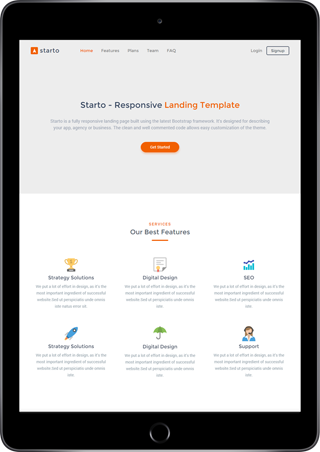 starto
Home Features Plans Team FAQ
Login Signup
Starto - Responsive Landing Template
Starto is a fully responsive landing page built using the latest Bootstrap framework. It's designed for describing
your app, agency or business. The clean and well commented code allows easy customization of the theme.
Get Started
SERVICES
Our Best Features
Strategy Solutions Digital Design SEO
We put a lot of effort in design, as it's the We put a lot of effort in design, as it's the We put a lot of effort in design, as it's the
most important ingredient of successful most important ingredient of successful most important ingredient of successful
website Sed ut perspiciatis unde omnis website Sed ut perspiciatis unde omnis website Sed ut perspiciatis unde omnis
iste natus error sit. iste iste
Strategy Solutions Digital Design Support
We put a lot of effort in design, as it's the We put a lot of effort in design, as it's the We put a lot of effort in design, as it's the
most important ingredient of successful most important ingredient of successful most important ingredient of successful
website Sed ut perspiciatis unde omnis website Sed ut perspiciatis unde omnis website Sed ut perspiciatis unde omnis
iste. iste. iste.